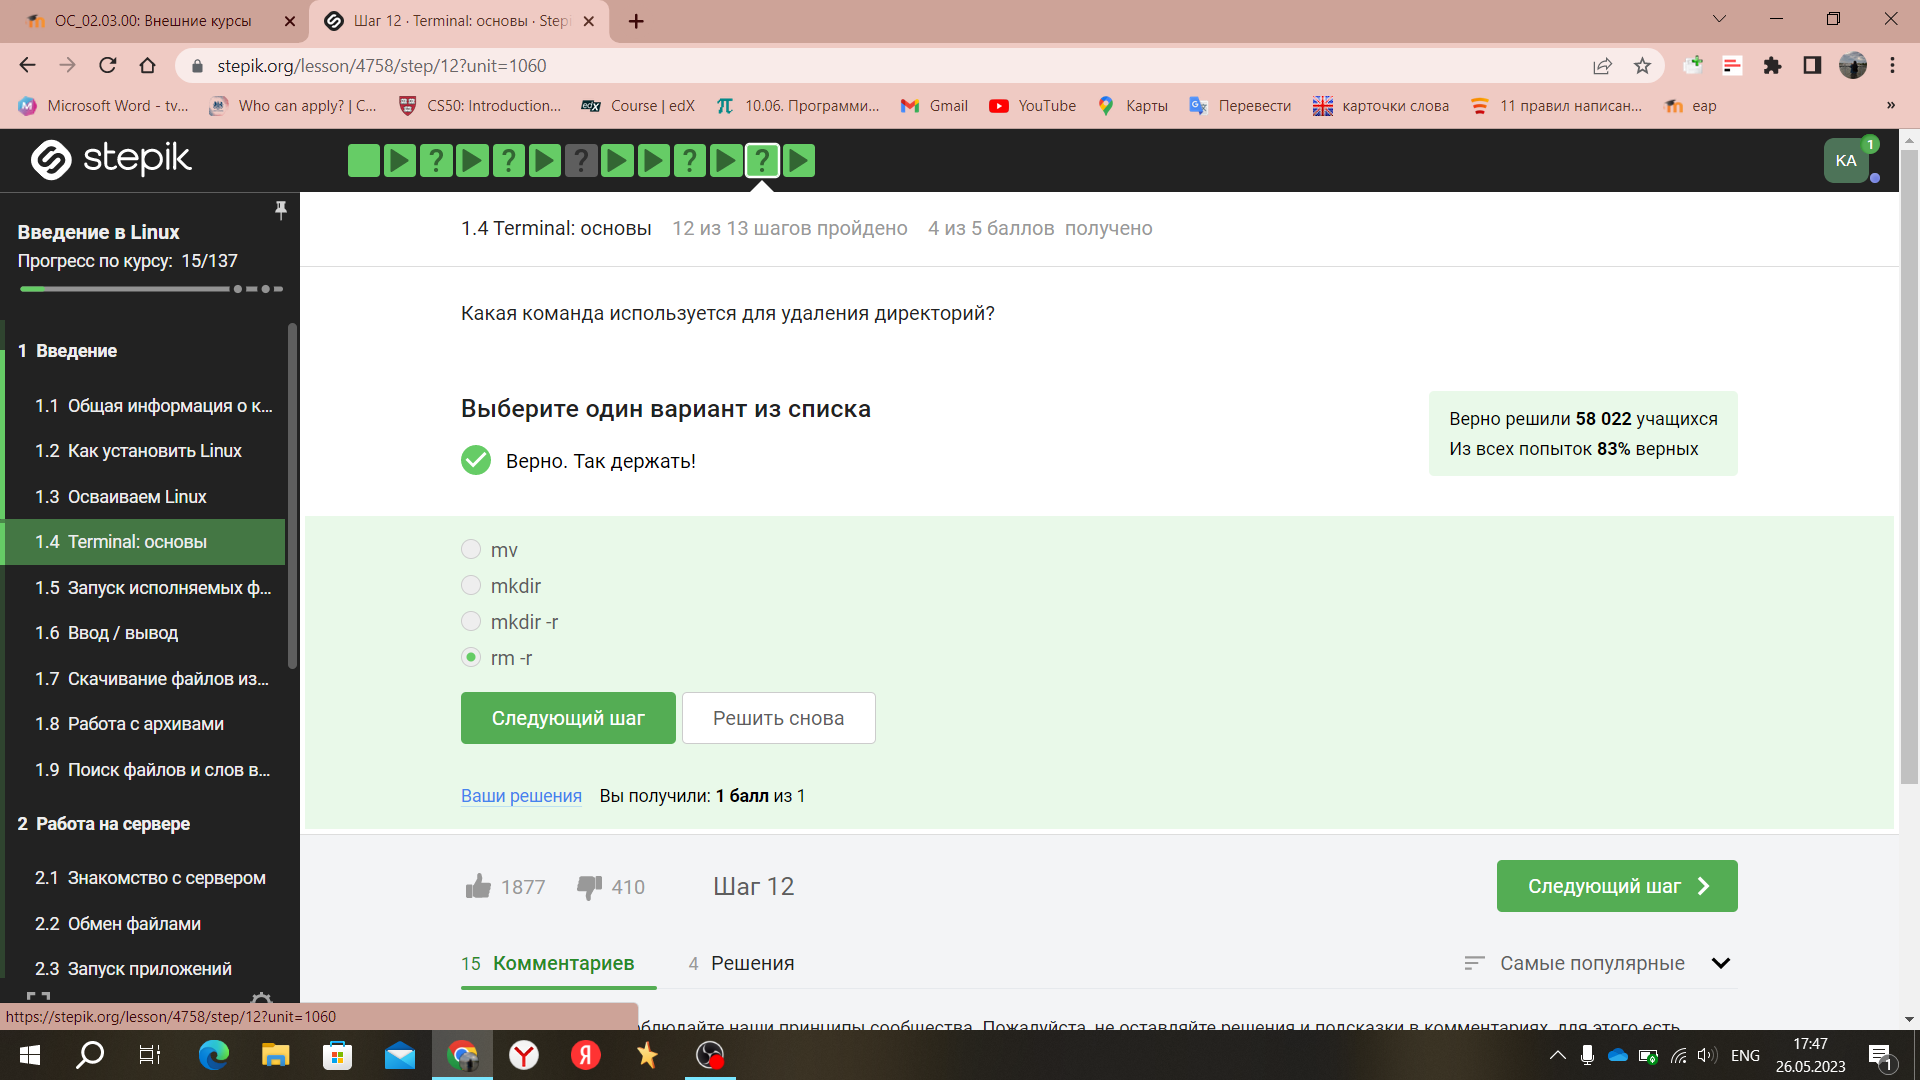 ОС_02.03.00: Внешние курсы
Шаг 12 · Terminal: основы · Step
stepik.org/lesson/4758/step/12?unit=1060
Microsoft Word - tv...
Who can apply? | C...
CS50: Introduction...
edX
Course | edX
10.06. Программи...
Gmail
YouTube
Карты
Перевести
карточки слова
11 правил написан...
eap
»
stepik
? ? ? ? ?
KA
1
Введение в Linux
Прогресс по курсу: 15/137
1 Введение
1.1 Общая информация о к...
1.2 Как установить Linux
1.3 Осваиваем Linux
1.4 Terminal: основы
1.5 Запуск исполняемых ф...
1.6 Ввод / вывод
1.7 Скачивание файлов из...
1.8 Работа с архивами
1.9 Поиск файлов и слов в...
2 Работа на сервере
2.1 Знакомство с сервером
2.2 Обмен файлами
2.3 Запуск приложений
1.4 Terminal: основы 12 из 13 шагов пройдено 4 из 5 баллов получено
Какая команда используется для удаления директорий?
Выберите один вариант из списка
Верно. Так держать!
Верно решили 58 022 учащихся
Из всех попыток 83% верных
mv
mkdir
mkdir -r
rm -r
Следующий шаг
Решить снова
Ваши решения Вы получили: 1 балл из 1
1877
410
Шаг 12
Следующий шаг
15 Комментариев
4 Решения
Самые популярные
блюдайте наши принципы сообщества. Пожалуйста, не оставляйте решения и подсказки в комментариях, для этого есть
https://stepik.org/lesson/4758/step/12?unit=1060
ENG
17:47
26.05.2023
1